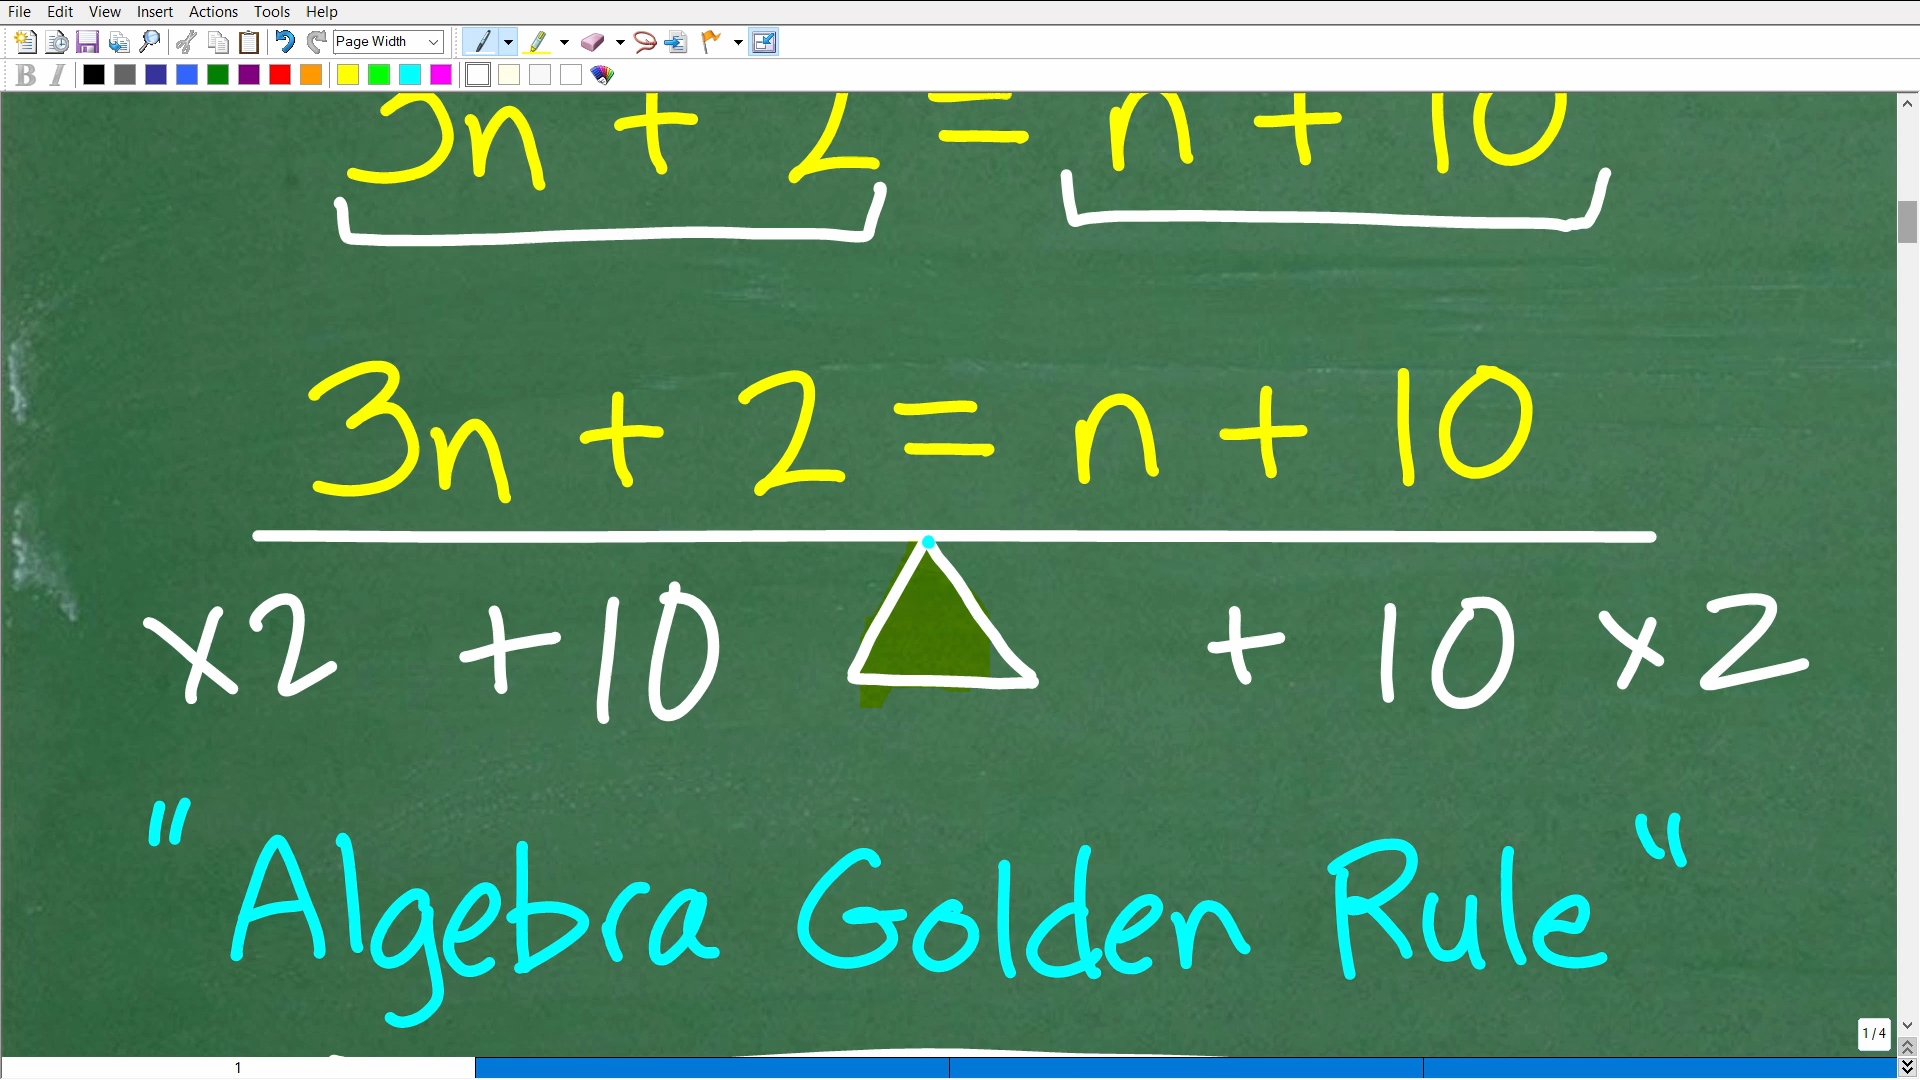 File Edit View Insert Actions Tools Help
Page Width
B I
3n + 2 = n + 10
3n + 2 = n + 10
x2 +10 + 10 x2
"Algebra Golden Rule"
1 / 4
1